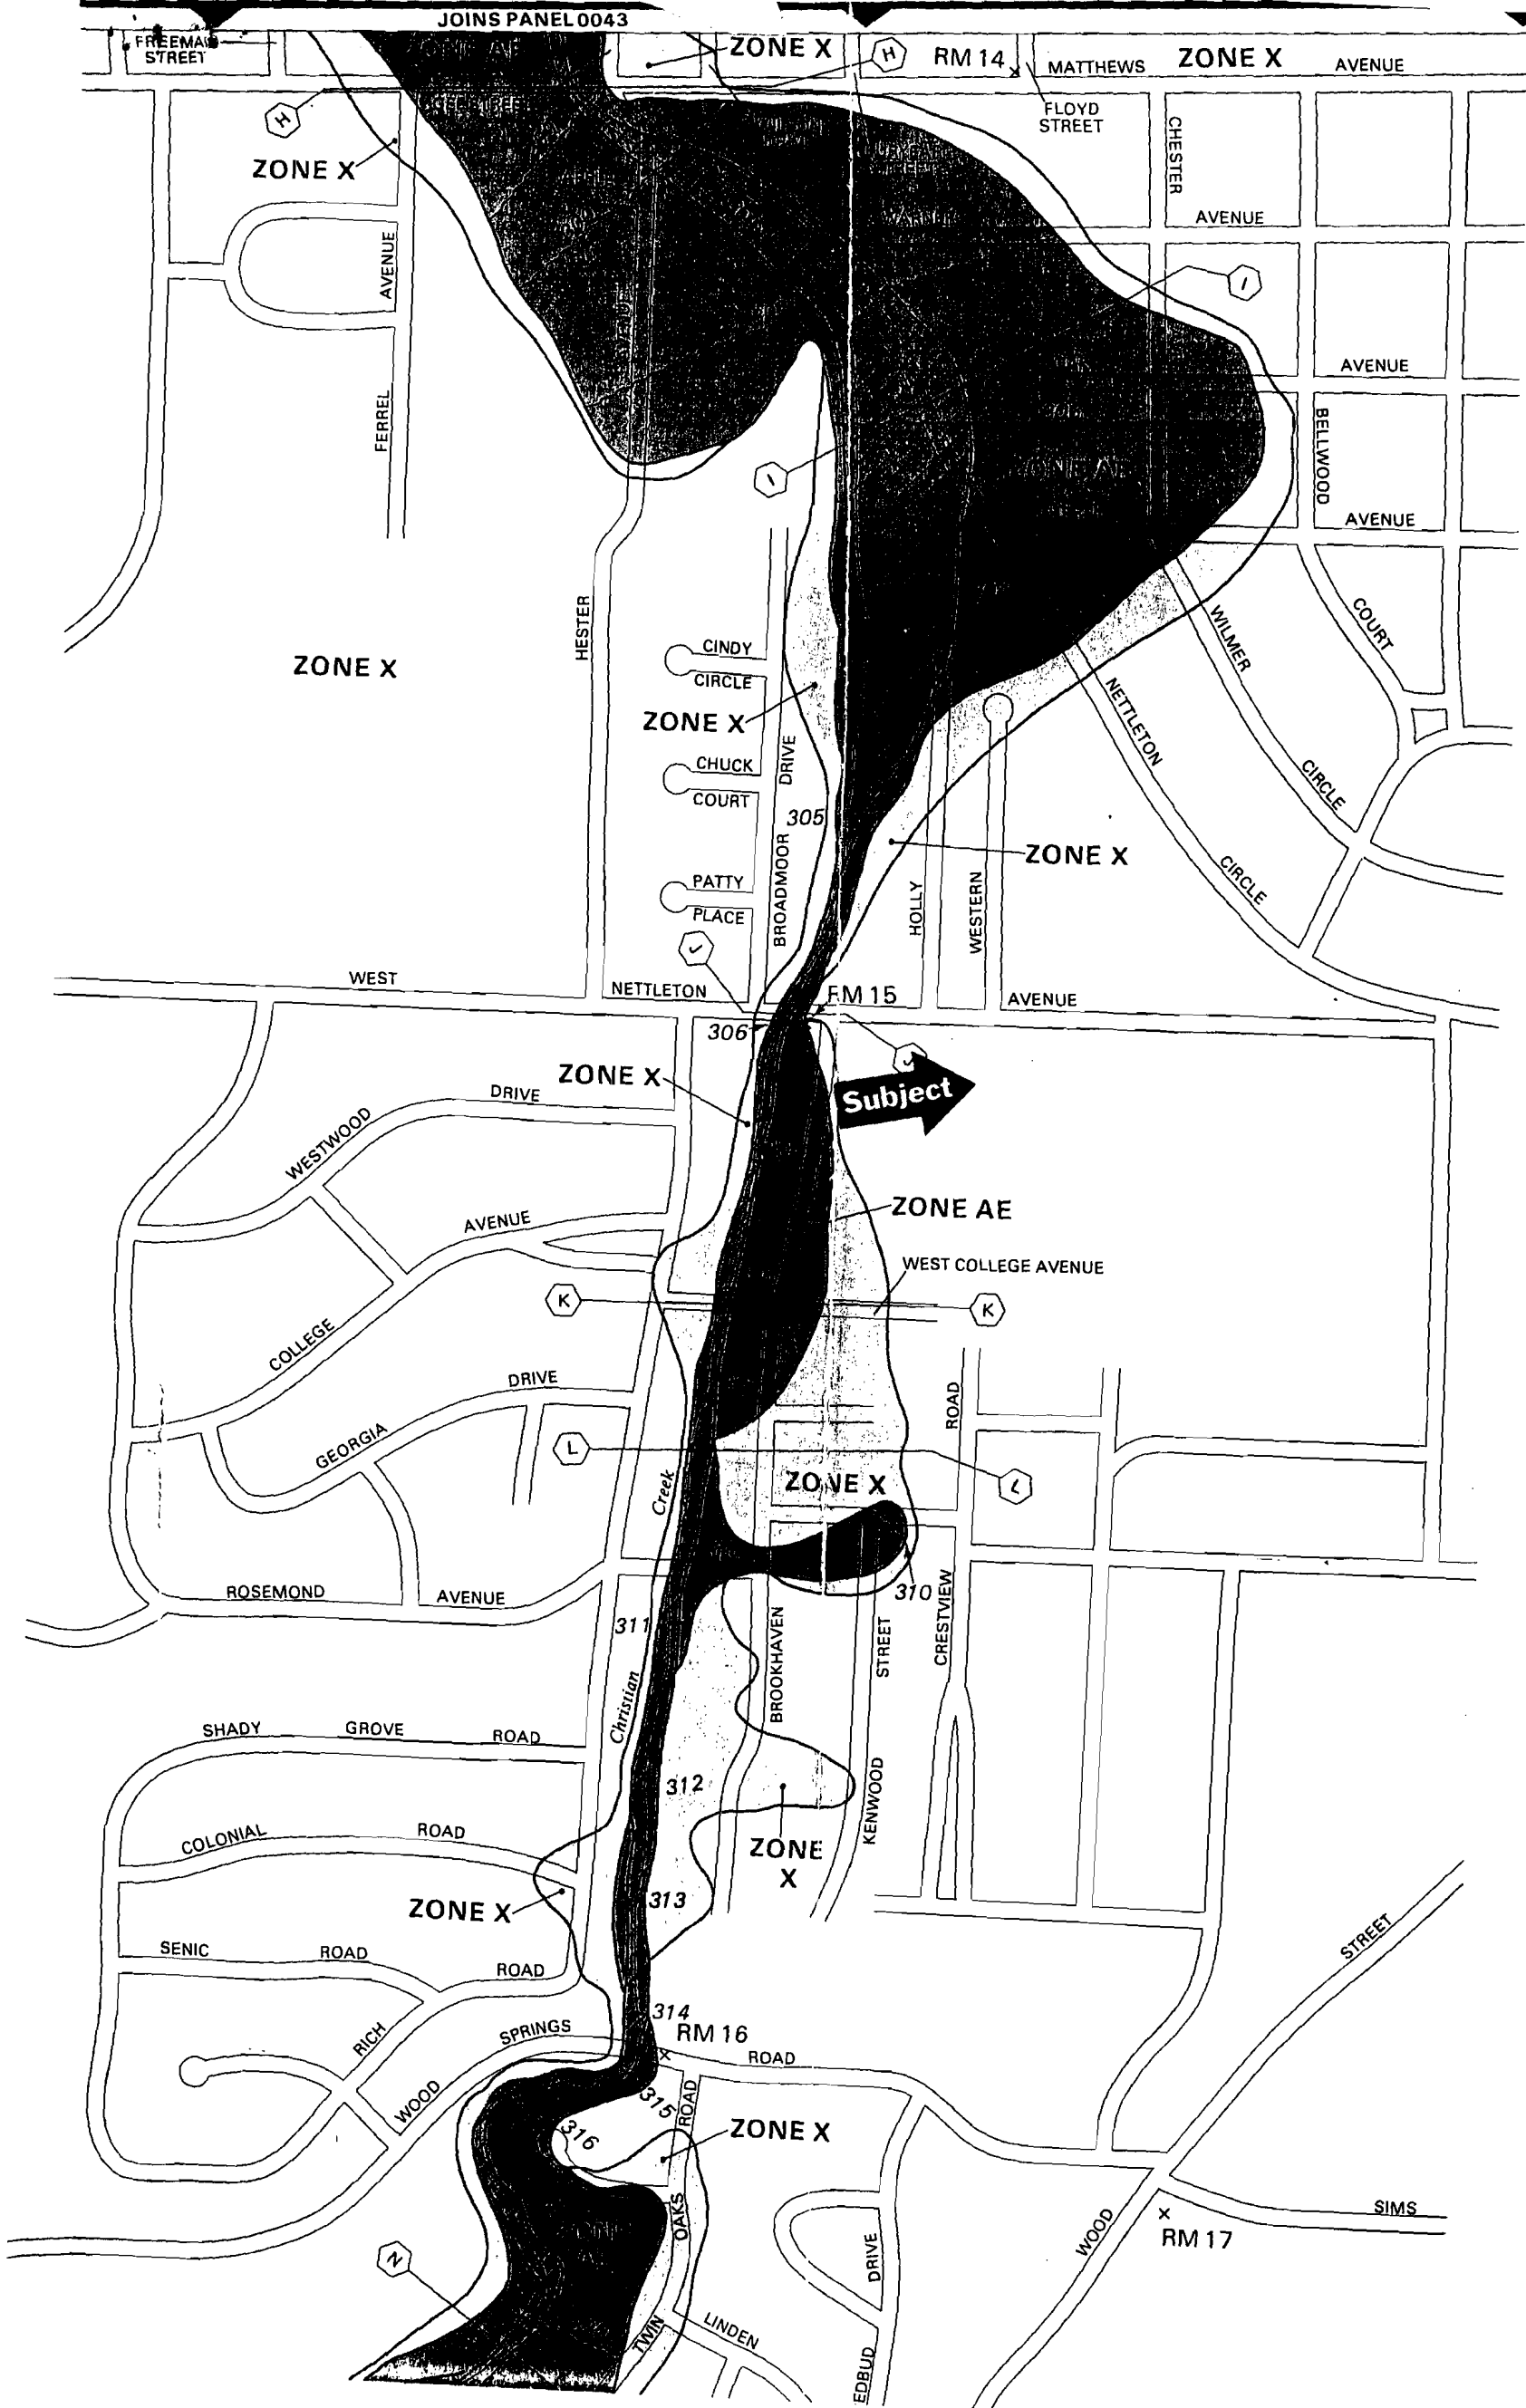 JOINS PANEL 0043
FREEMAN
STREET
ZONE X
H
RM 14
MATTHEWS
ZONE X
AVENUE
FLOYD
STREET
H
ZONE X
CHESTER
AVENUE
AVENUE
I
AVENUE
FERREL
BELLWOOD
I
AVENUE
HESTER
CINDY
CIRCLE
WILMER
COURT
ZONE X
ZONE X
NETTLETON
DRIVE
CHUCK
COURT
CIRCLE
305
ZONE X
PATTY
PLACE
BROADMOOR
HOLLY
WESTERN
CIRCLE
J
WEST
NETTLETON
RM 15
AVENUE
306
J
ZONE X
Subject
DRIVE
WESTWOOD
ZONE AE
AVENUE
WEST COLLEGE AVENUE
K
K
COLLEGE
DRIVE
ROAD
GEORGIA
L
ZONE X
L
Creek
310
ROSEMOND
AVENUE
311
BROOKHAVEN
STREET
CRESTVIEW
Christian
SHADY
GROVE
ROAD
312
KENWOOD
COLONIAL
ROAD
ZONE
X
ZONE X
313
SENIC
ROAD
ROAD
STREET
314
RM 16
RICH
SPRINGS
ROAD
WOOD
315
ROAD
316
ZONE X
OAKS
SIMS
WOOD
RM 17
N
DRIVE
TWIN
LINDEN
EDBUD